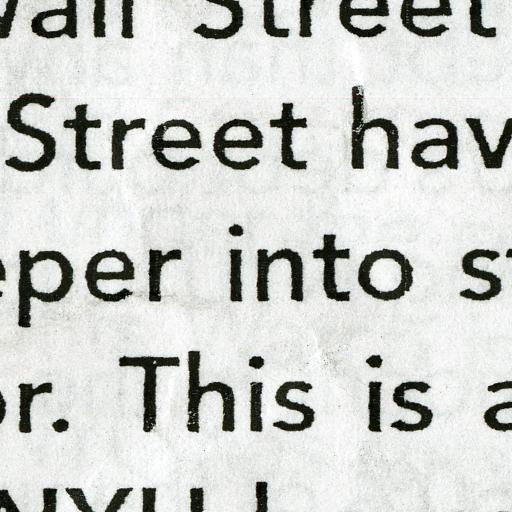 Wall Street
Street hav
eper into st
or. This is a